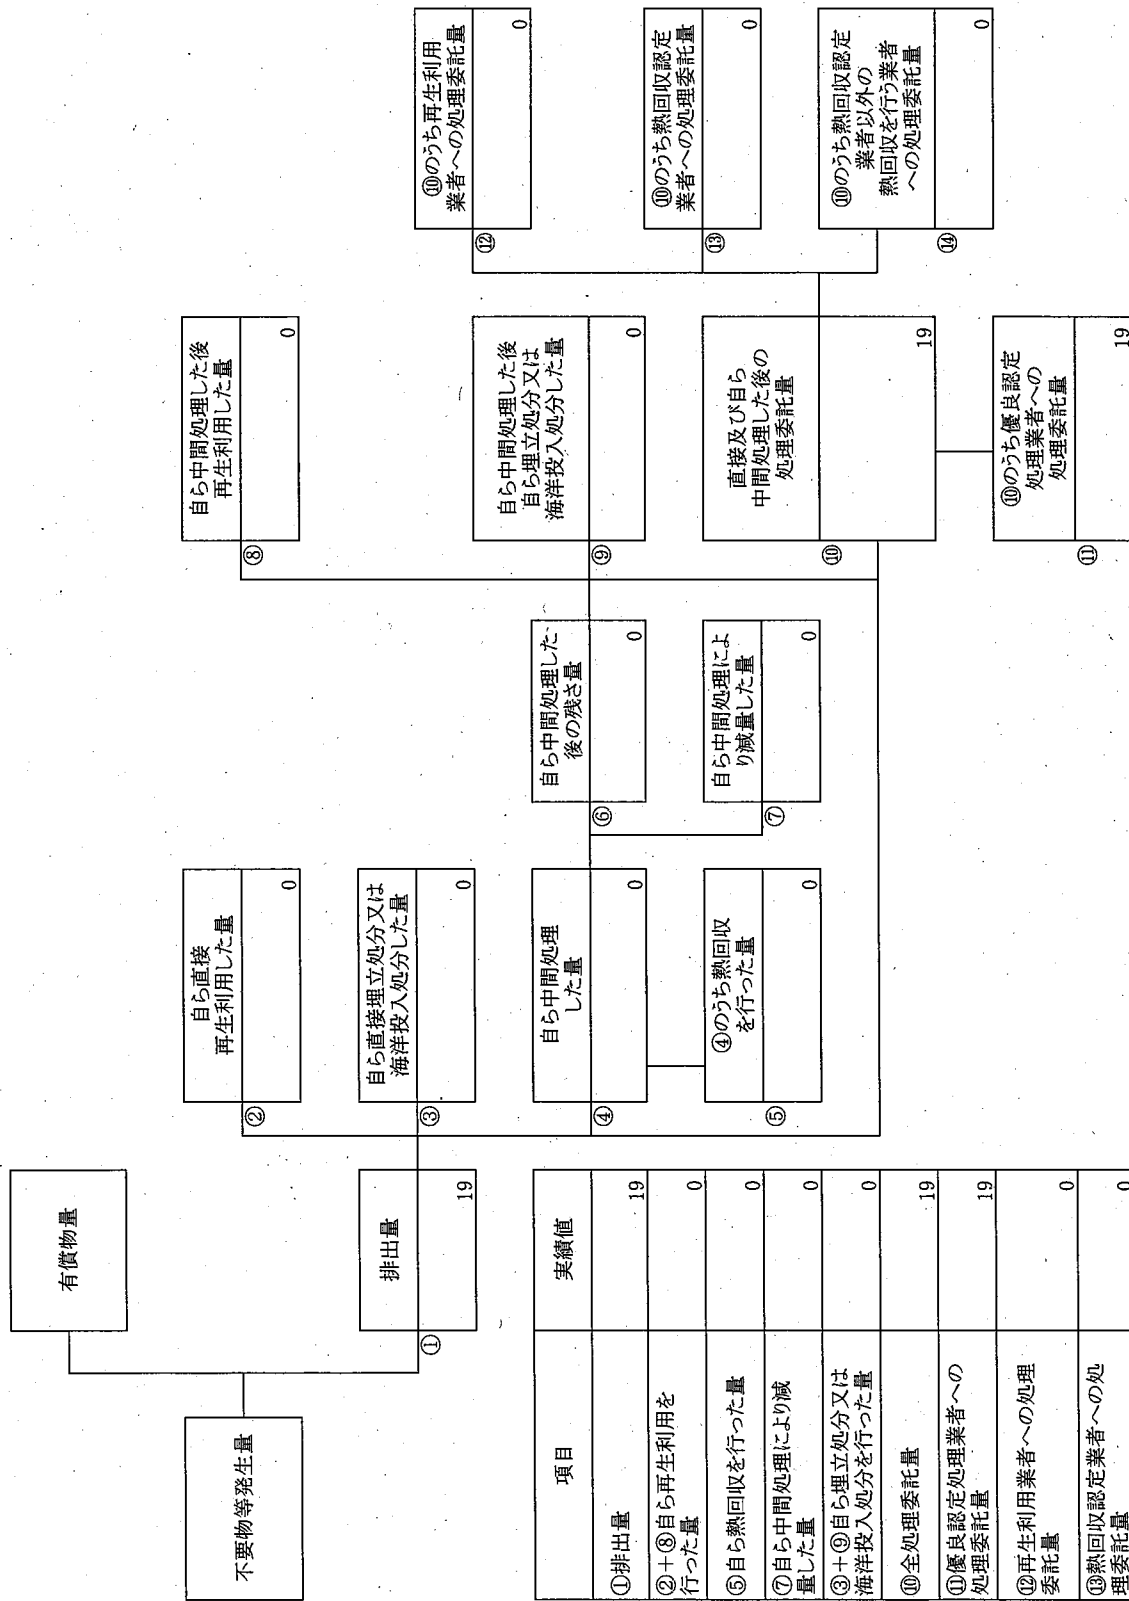 不要物等発生量
有償物量
①
排出量
19
②
自ら直接
再生利用した量
0
③
自ら直接埋立処分又は
海洋投入処分した量
0
④
自ら中間処理
した量
0
⑤
④のうち熱回収
を行った量
0
⑥
自ら中間処理した
後の残さ量
0
⑦
自ら中間処理によ
り減量した量
0
⑧
自ら中間処理した後
再生利用した量
0
⑨
自ら中間処理した後
自ら埋立処分又は
海洋投入処分した量
0
⑩
直接及び自ら
中間処理した後の
処理委託量
19
⑪
⑩のうち優良認定
処理業者への
処理委託量
19
⑫
⑩のうち再生利用
業者への処理委託量
0
⑬
⑩のうち熱回収認定
業者への処理委託量
0
⑭
⑩のうち熱回収認定
業者以外の
熱回収を行う業者
への処理委託量
0
項目
実績値
①排出量
19
②+⑧自ら再生利用を
行った量
0
⑤自ら熱回収を行った量
0
⑦自ら中間処理により減
量した量
0
③+⑨自ら埋立処分又は
海洋投入処分を行った量
0
⑩全処理委託量
19
⑪優良認定処理業者への
処理委託量
19
⑫再生利用業者への処理
委託量
0
⑬熱回収認定業者への処
理委託量
0